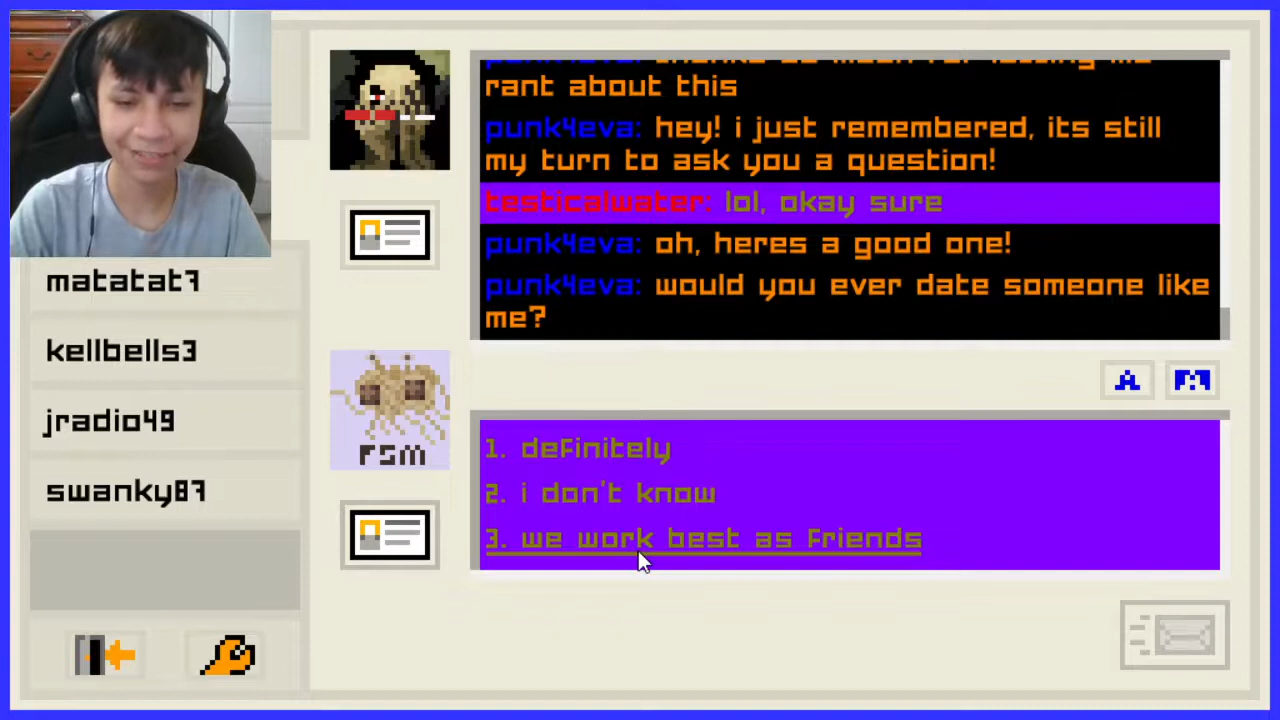 rant about this
punk4eva: hey! i just remembered, its still
my turn to ask you a question!
testicalwater: lol, okay sure
punk4eva: oh, heres a good one!
punk4eva: would you ever date someone like
me?
matatat7
kellbells3
jradio49
swanky87
FSM
A
A
1. definitely
2. i don't know
3. we work best as friends